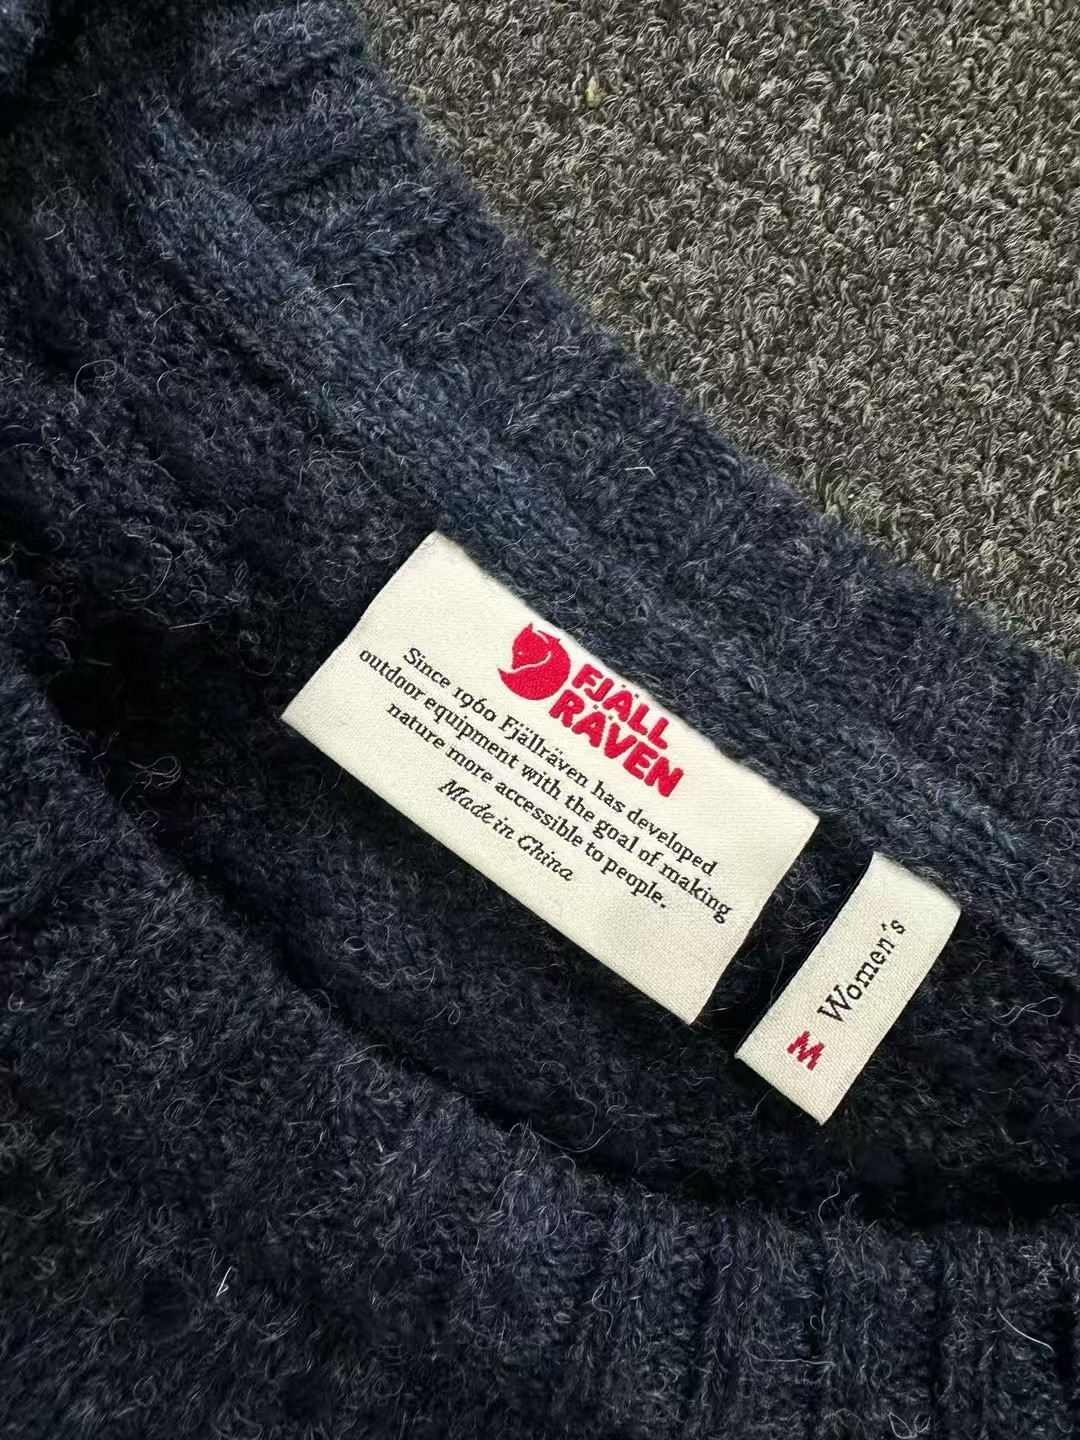 FJÄLL
RÄVEN
Since 1960 Fjällräven has developed
outdoor equipment with the goal of making
nature more accessible to people.
Made in China
M Women's